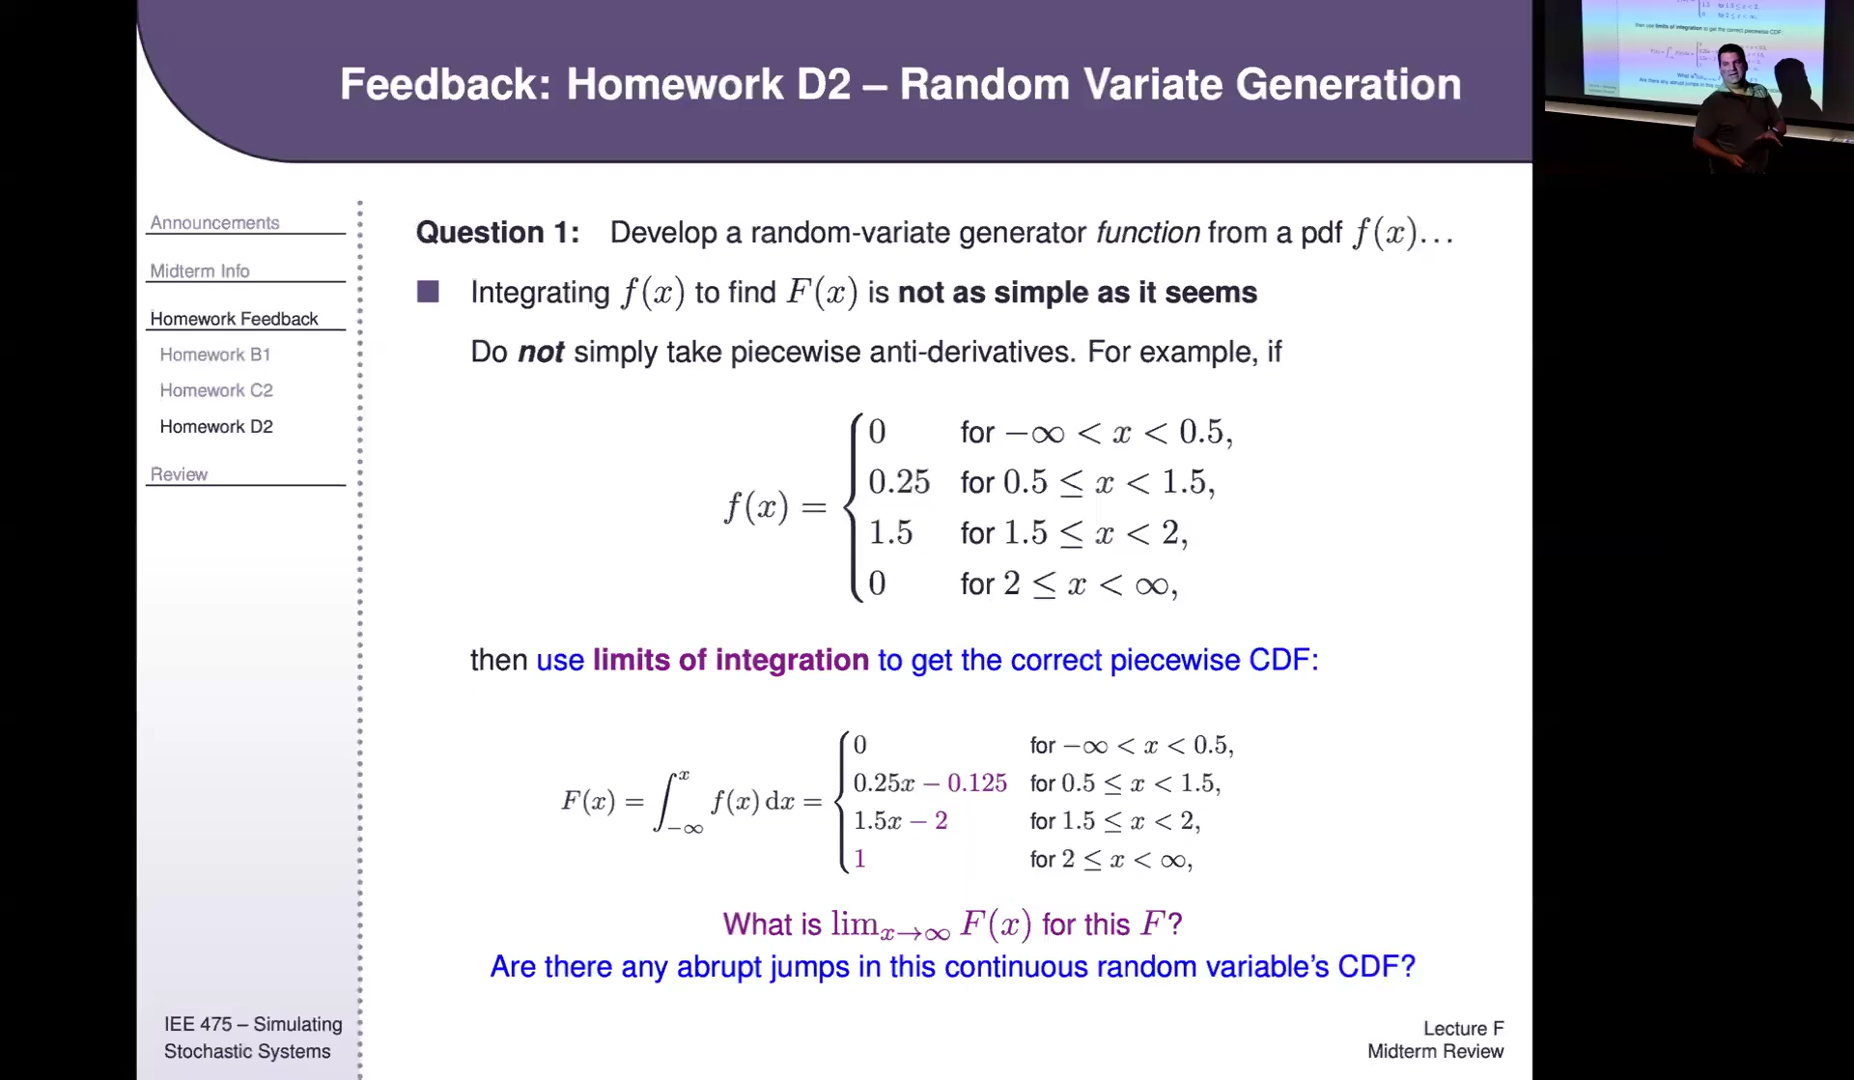 Feedback: Homework D2 – Random Variate Generation
Announcements
Midterm Info
Homework Feedback
Homework B1
Homework C2
Homework D2
Review
Question 1: Develop a random-variate generator function from a pdf f(x)...
Integrating f(x) to find F(x) is not as simple as it seems
Do not simply take piecewise anti-derivatives. For example, if
f(x) = { 0 for −∞ < x < 0.5,
0.25 for 0.5 ≤ x < 1.5,
1.5 for 1.5 ≤ x < 2,
0 for 2 ≤ x < ∞,
then use limits of integration to get the correct piecewise CDF:
F(x) = ∫_{−∞}^{x} f(x) dx = { 0 for −∞ < x < 0.5,
0.25x − 0.125 for 0.5 ≤ x < 1.5,
1.5x − 2 for 1.5 ≤ x < 2,
1 for 2 ≤ x < ∞,
What is lim_{x→∞} F(x) for this F?
Are there any abrupt jumps in this continuous random variable's CDF?
IEE 475 – Simulating
Stochastic Systems
Lecture F
Midterm Review